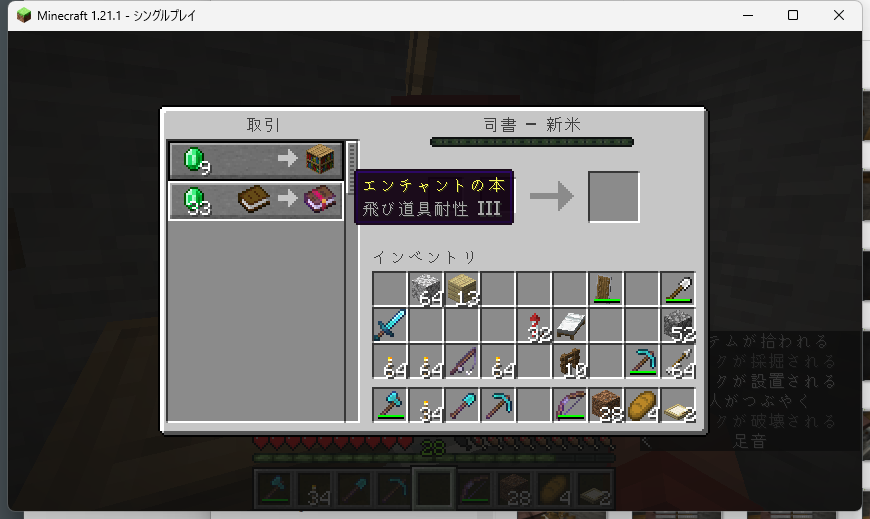 Minecraft 1.21.1 - シングルプレイ
取引
司書 - 新米
9
33
エンチャントの本
飛び道具耐性 III
インベントリ
64 13
32 52
64 64 64 10 64
34 28 4 2
テムが拾われる
クが採掘される
クが設置される
人がつぶやく
クが破壊される
足音
28
34 28 4 2